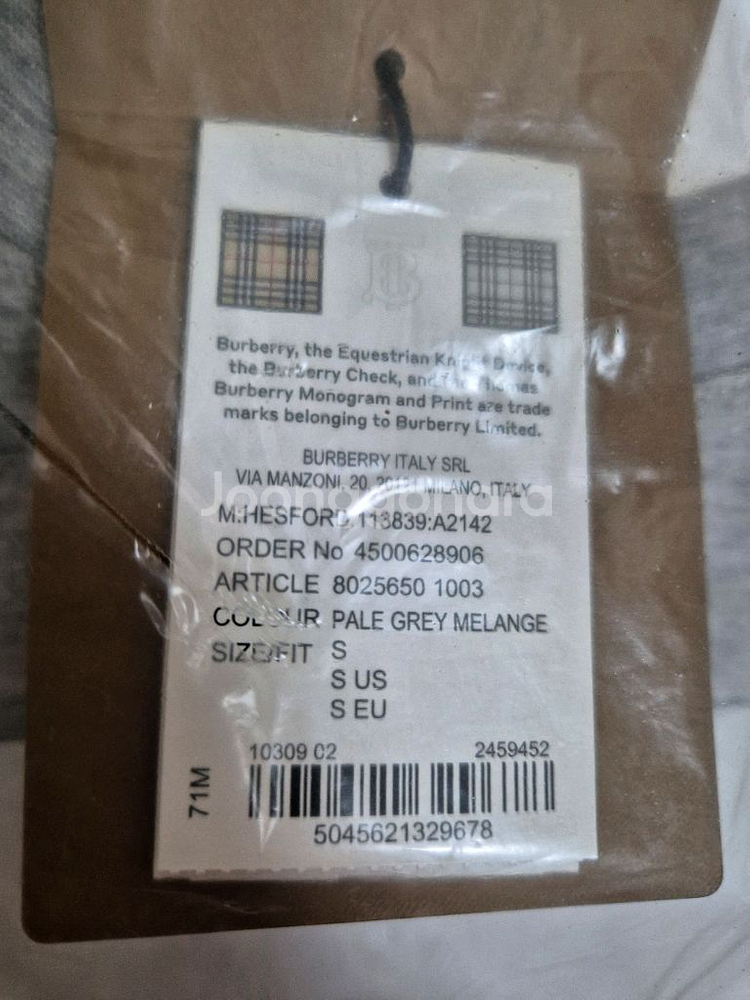 Burberry, the Equestrian Knight Device,
the Burberry Check, and the Thomas
Burberry Monogram and Print are trade
marks belonging to Burberry Limited.
BURBERRY ITALY SRL
VIA MANZONI, 20, MILANO, ITALY
Joonggonara
M:HESFORD:113839:A2142
ORDER No 4500628906
ARTICLE 8025650 1003
COLOUR PALE GREY MELANGE
SIZE/FIT S
S US
S EU
10309 02 2459452
71M
5045621329678